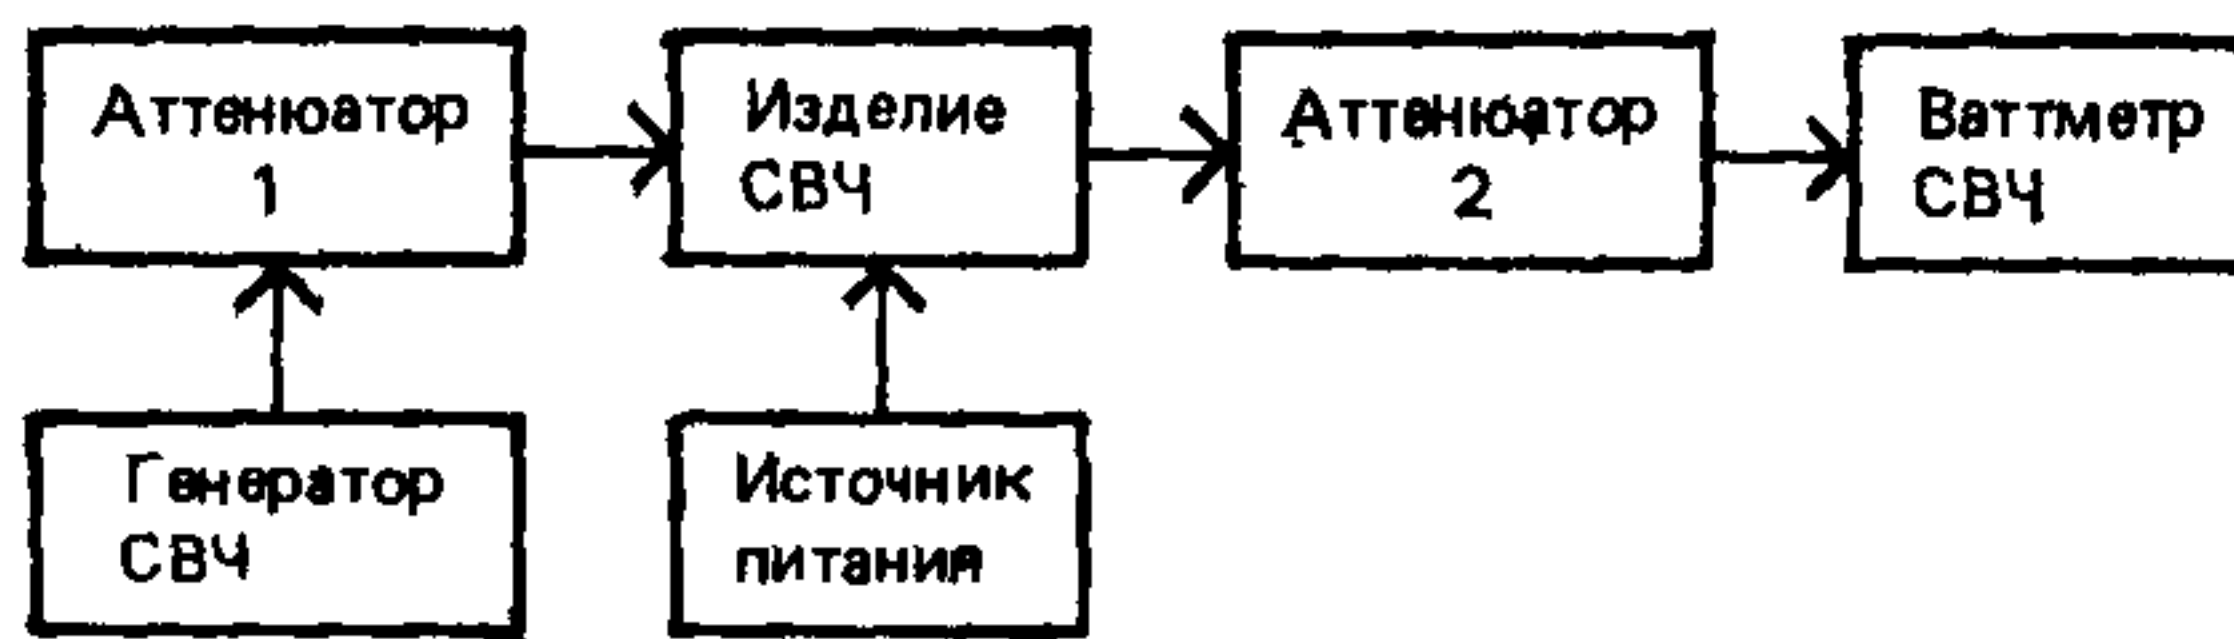 Аттенюатор
1
Изделие
СВЧ
Аттенюатор
2
Ваттметр
СВЧ
Генератор
СВЧ
Источник
питания